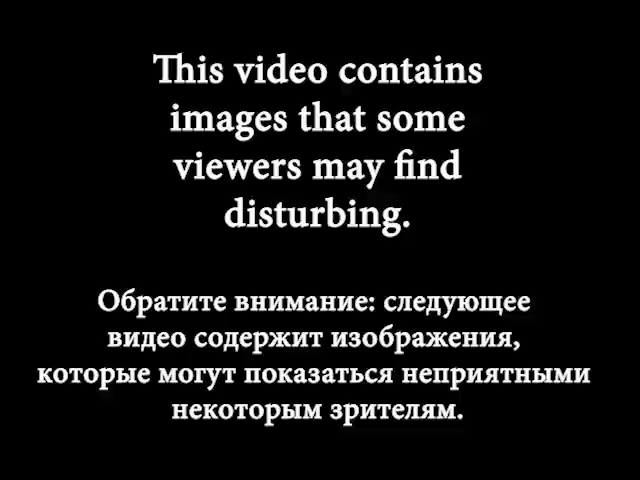 This video contains
images that some
viewers may find
disturbing.
Обратите внимание: следующее
видео содержит изображения,
которые могут показаться неприятными
некоторым зрителям.